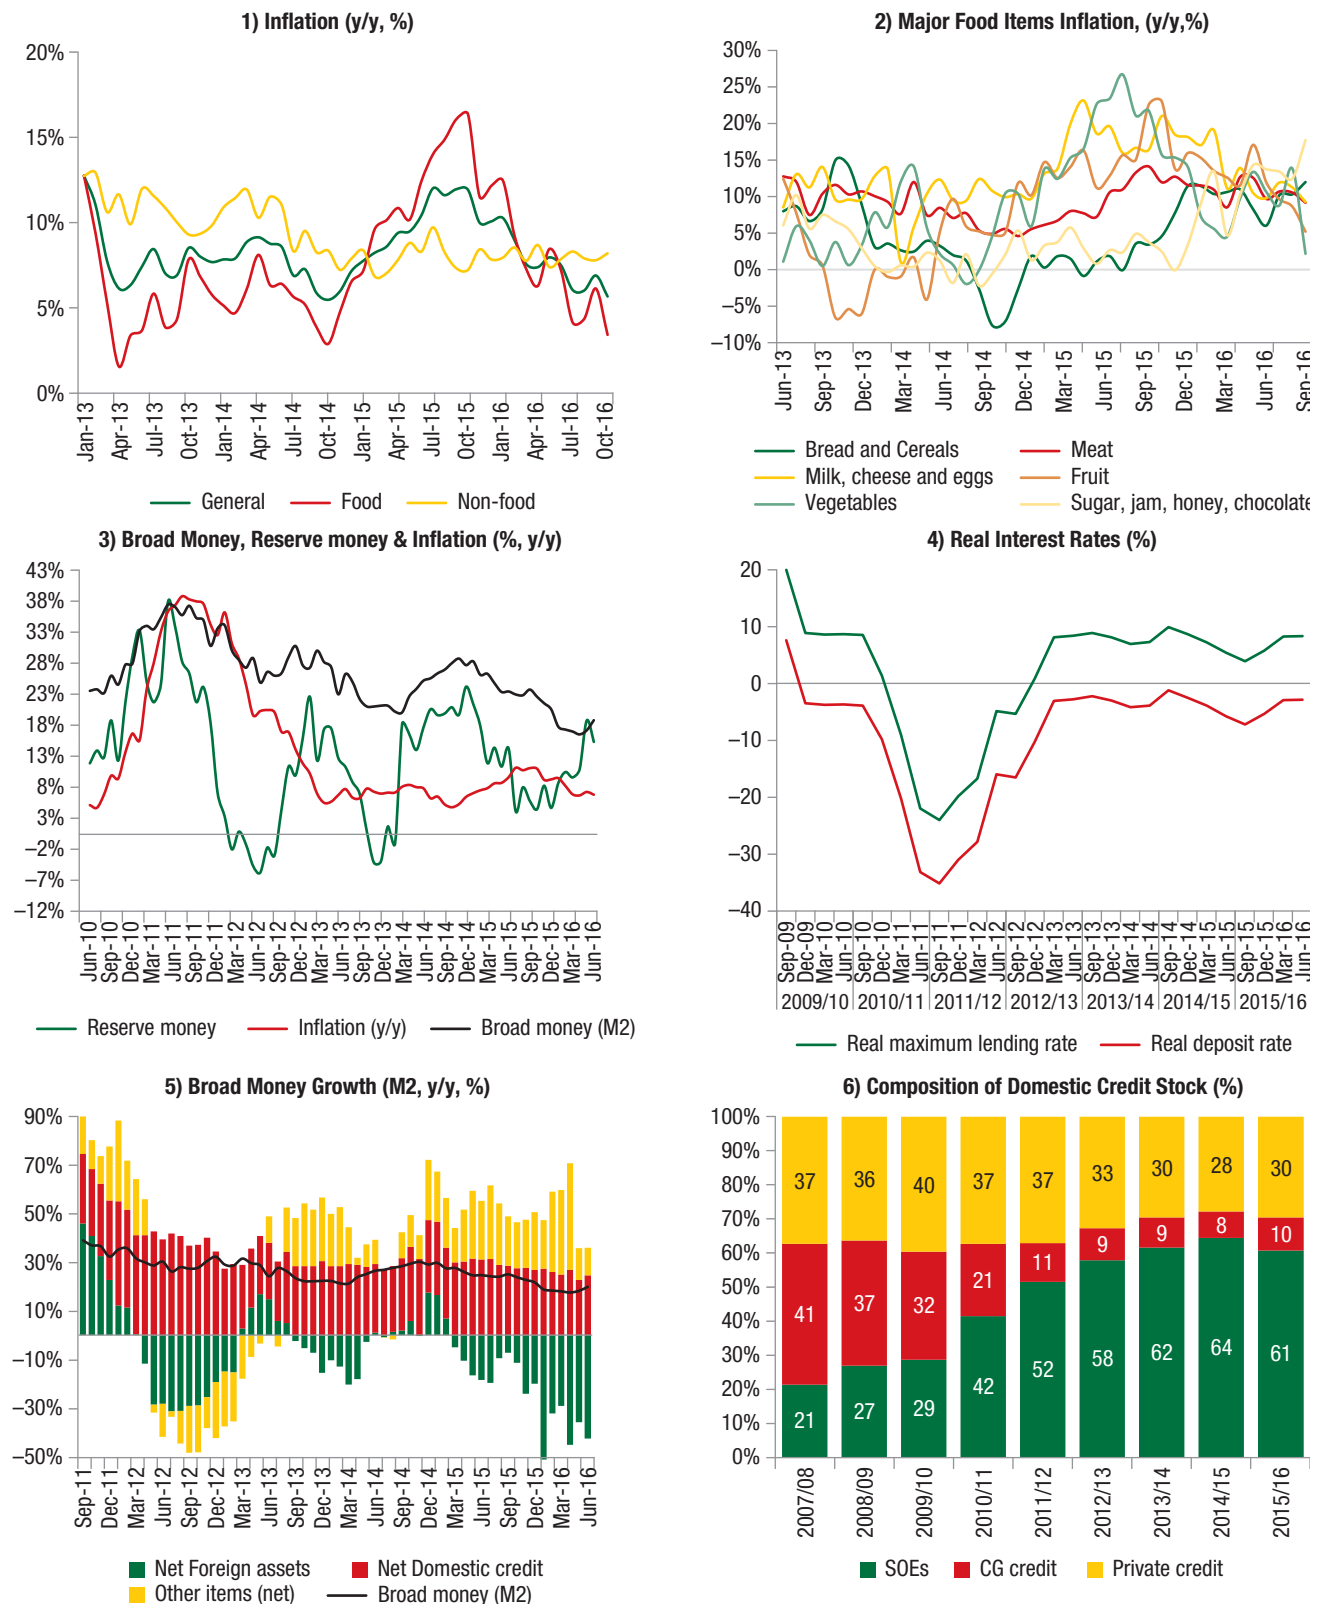 1) Inflation (y/y, %)
20%
15%
10%
5%
0%
Jan-13
Apr-13
Jul-13
Oct-13
Jan-14
Apr-14
Jul-14
Oct-14
Jan-15
Apr-15
Jul-15
Oct-15
Jan-16
Apr-16
Jul-16
Oct-16
General Food Non-food
2) Major Food Items Inflation, (y/y,%)
30%
25%
20%
15%
10%
5%
0%
–5%
–10%
Jun-13
Sep-13
Dec-13
Mar-14
Jun-14
Sep-14
Dec-14
Mar-15
Jun-15
Sep-15
Dec-15
Mar-16
Jun-16
Sep-16
Bread and Cereals Meat
Milk, cheese and eggs Fruit
Vegetables Sugar, jam, honey, chocolate
3) Broad Money, Reserve money & Inflation (%, y/y)
43%
38%
33%
28%
23%
18%
13%
8%
3%
–2%
–7%
–12%
Jun-10
Sep-10
Dec-10
Mar-11
Jun-11
Sep-11
Dec-11
Mar-12
Jun-12
Sep-12
Dec-12
Mar-13
Jun-13
Sep-13
Dec-13
Mar-14
Jun-14
Sep-14
Dec-14
Mar-15
Jun-15
Sep-15
Dec-15
Mar-16
Jun-16
Reserve money Inflation (y/y) Broad money (M2)
4) Real Interest Rates (%)
20
10
0
–10
–20
–30
–40
Sep-09
Dec-09
Mar-10
Jun-10
Sep-10
Dec-10
Mar-11
Jun-11
Sep-11
Dec-11
Mar-12
Jun-12
Sep-12
Dec-12
Mar-13
Jun-13
Sep-13
Dec-13
Mar-14
Jun-14
Sep-14
Dec-14
Mar-15
Jun-15
Sep-15
Dec-15
Mar-16
Jun-16
2009/10 2010/11 2011/12 2012/13 2013/14 2014/15 2015/16
Real maximum lending rate Real deposit rate
5) Broad Money Growth (M2, y/y, %)
90%
70%
50%
30%
10%
–10%
–30%
–50%
Sep-11
Dec-11
Mar-12
Jun-12
Sep-12
Dec-12
Mar-13
Jun-13
Sep-13
Dec-13
Mar-14
Jun-14
Sep-14
Dec-14
Mar-15
Jun-15
Sep-15
Dec-15
Mar-16
Jun-16
Net Foreign assets Net Domestic credit
Other items (net) Broad money (M2)
6) Composition of Domestic Credit Stock (%)
100%
90%
80%
70%
60%
50%
40%
30%
20%
10%
0%
37 36 40 37 37 33 30 28 30
41 37 32 21 11 9 9 8 10
21 27 29 42 52 58 62 64 61
2007/08
2008/09
2009/10
2010/11
2011/12
2012/13
2013/14
2014/15
2015/16
SOEs CG credit Private credit